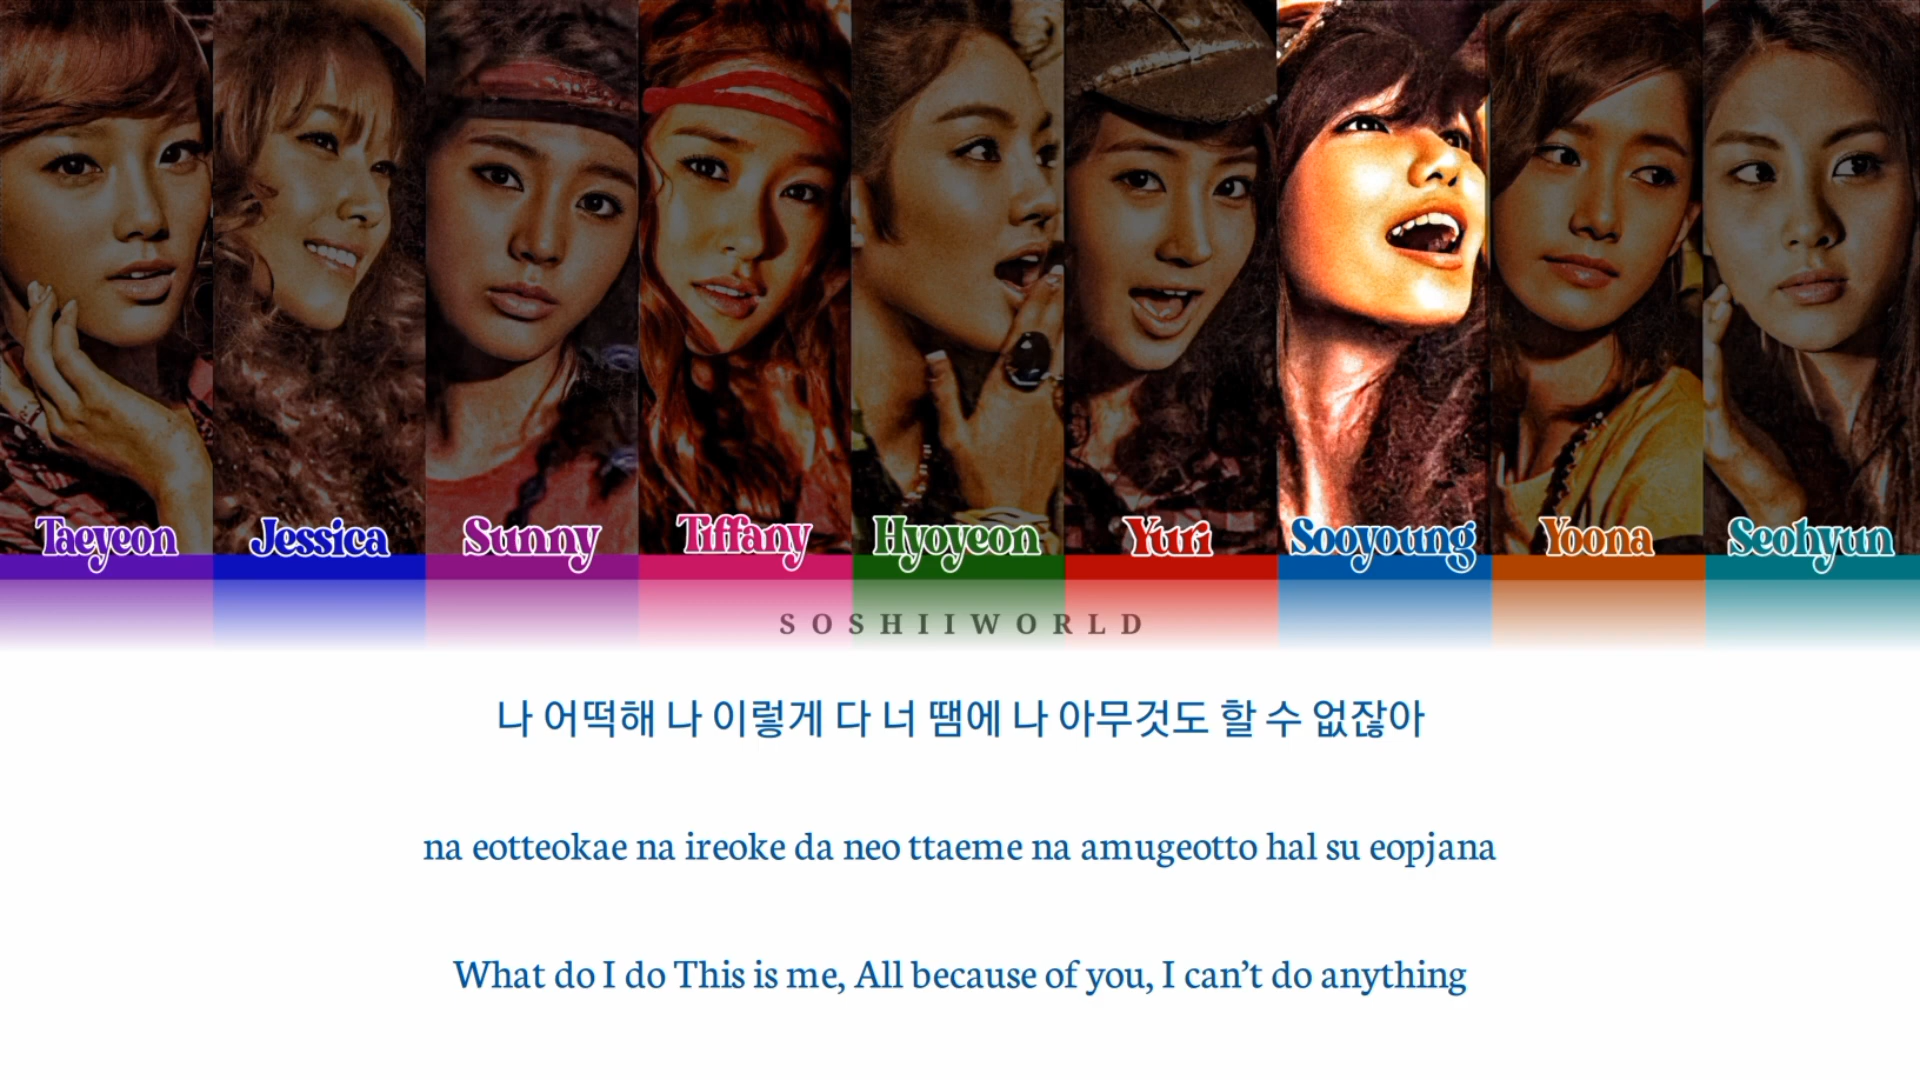 Taeyeon Jessica Sunny Tiffany Hyoyeon Yuri Sooyoung Yoona Seohyun
SOSHIIWORLD
나 어떡해 나 이렇게 다 너 땜에 나 아무것도 할 수 없잖아
na eotteokae na ireoke da neo ttaeme na amugeotto hal su eopjana
What do I do This is me, All because of you, I can’t do anything